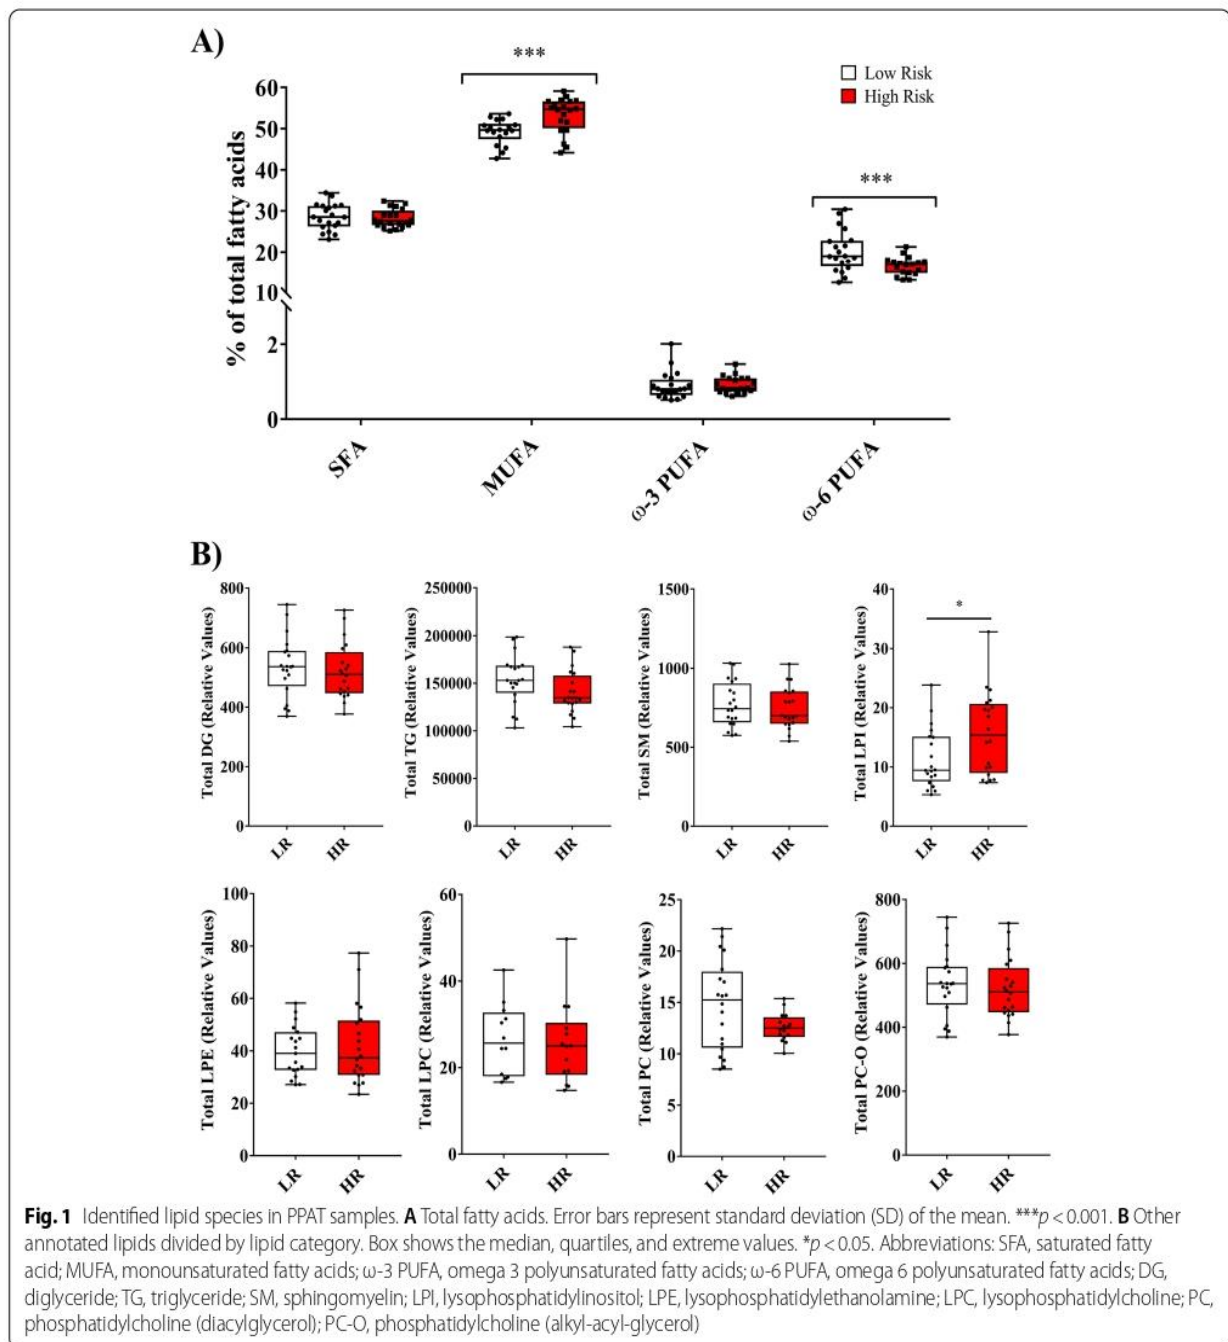 A)
***
Low Risk
High Risk
% of total fatty acids
60
50
40
30
20
10
2
0
***
SFA
MUFA
ω-3 PUFA
ω-6 PUFA
B)
Total DG (Relative Values)
800
600
400
200
0
LR
HR
Total TG (Relative Values)
250000
200000
150000
100000
50000
0
LR
HR
Total SM (Relative Values)
1500
1000
500
0
LR
HR
Total LPI (Relative Values)
40
30
20
10
0
*
LR
HR
Total LPE (Relative Values)
100
80
60
40
20
0
LR
HR
Total LPC (Relative Values)
60
40
20
0
LR
HR
Total PC (Relative Values)
25
20
15
10
5
0
LR
HR
Total PC-O (Relative Values)
800
600
400
200
0
LR
HR
Fig. 1 Identified lipid species in PPAT samples. A Total fatty acids. Error bars represent standard deviation (SD) of the mean. ***p < 0.001. B Other
annotated lipids divided by lipid category. Box shows the median, quartiles, and extreme values. *p < 0.05. Abbreviations: SFA, saturated fatty
acid; MUFA, monounsaturated fatty acids; ω-3 PUFA, omega 3 polyunsaturated fatty acids; ω-6 PUFA, omega 6 polyunsaturated fatty acids; DG,
diglyceride; TG, triglyceride; SM, sphingomyelin; LPI, lysophosphatidylinositol; LPE, lysophosphatidylethanolamine; LPC, lysophosphatidylcholine; PC,
phosphatidylcholine (diacylglycerol); PC-O, phosphatidylcholine (alkyl-acyl-glycerol)